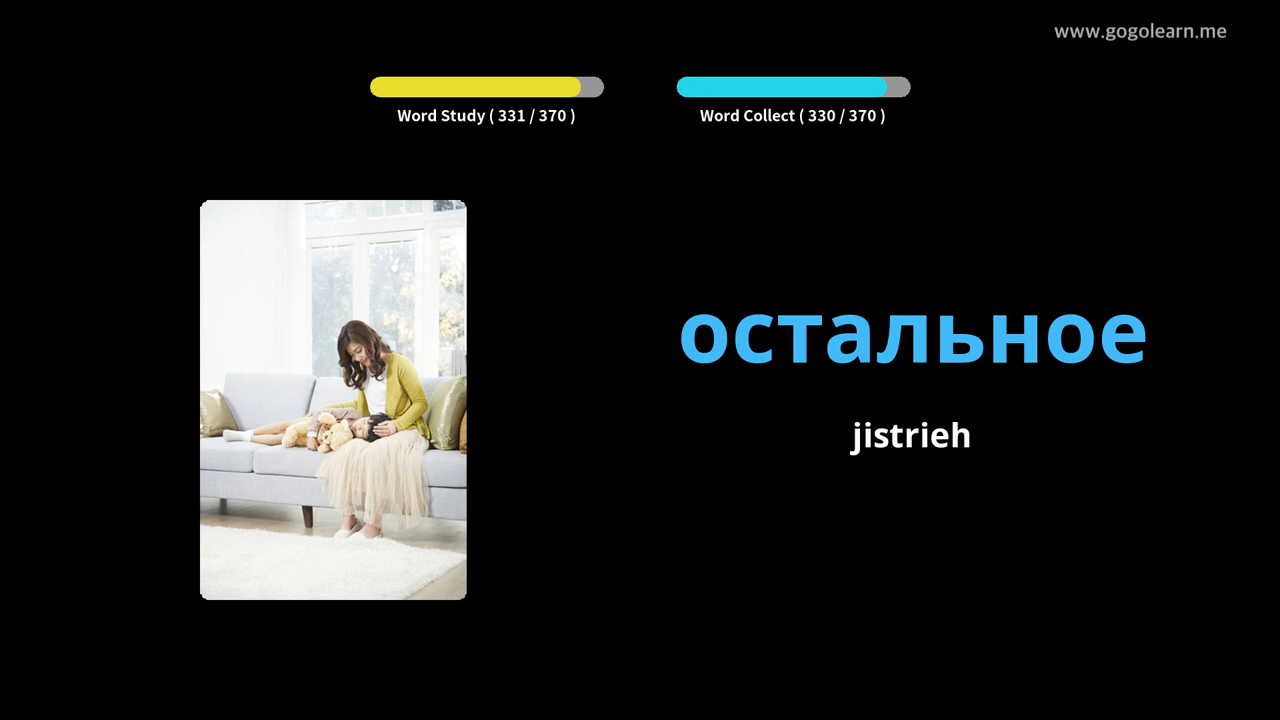 www.gogolearn.me
Word Study ( 331 / 370 )
Word Collect ( 330 / 370 )
остальное
jistrieh